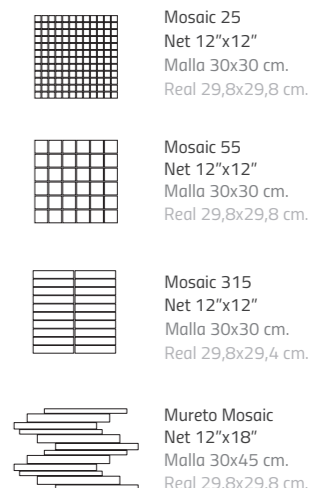 Mosaic 25
Net 12"x12"
Malla 30x30 cm.
Real 29,8x29,8 cm.
Mosaic 55
Net 12"x12"
Malla 30x30 cm.
Real 29,8x29,8 cm.
Mosaic 315
Net 12"x12"
Malla 30x30 cm.
Real 29,8x29,4 cm.
Mureto Mosaic
Net 12"x18"
Malla 30x45 cm.
Real 29,8x29,8 cm.